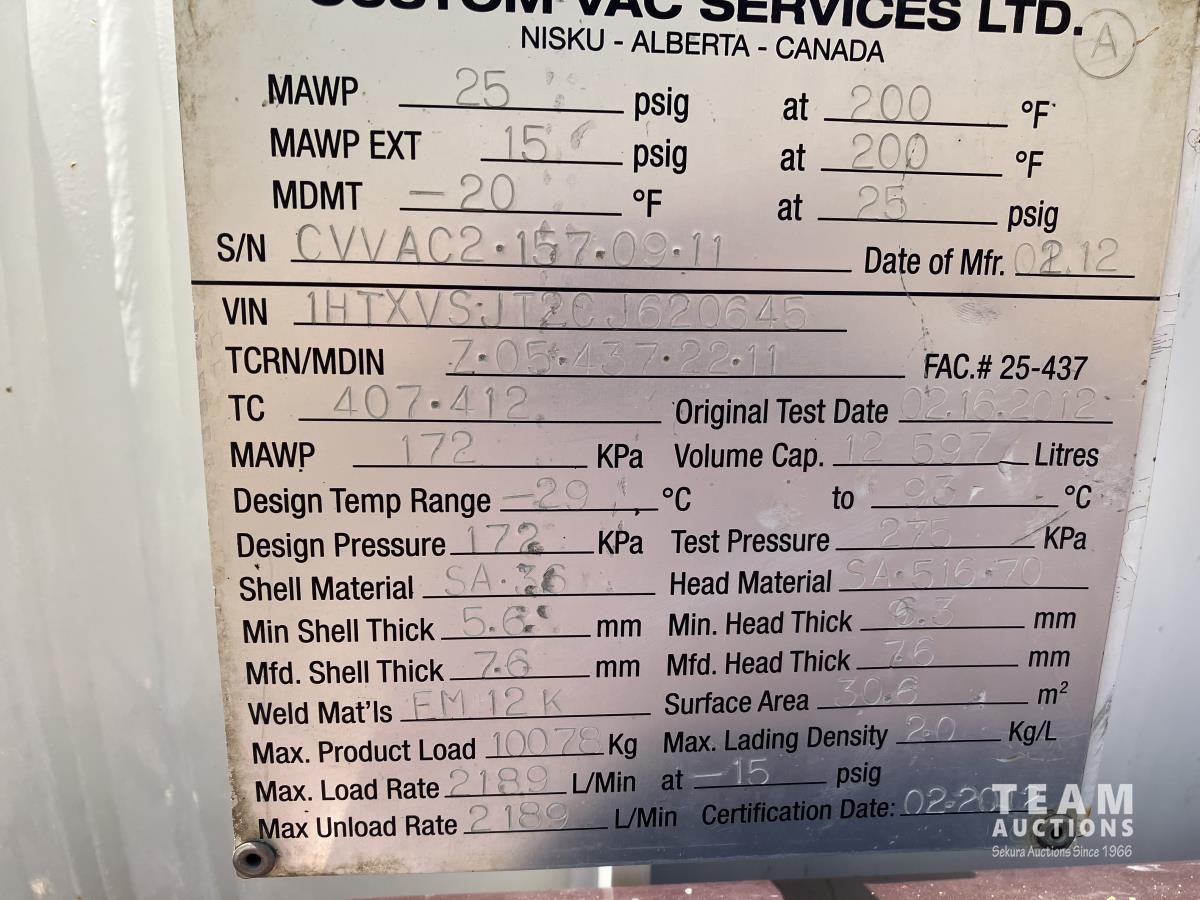 CUSTOM VAC SERVICES LTD. A
NISKU - ALBERTA - CANADA
MAWP 25 psig at 200 °F
MAWP EXT 15 psig at 200 °F
MDMT -20 °F at 25 psig
S/N CVVAC2·157·09·11 Date of Mfr. 02.12
VIN 1HTXVSJT2CJ620645
TCRN/MDIN Z·05·437·22·11 FAC.# 25-437
TC 407·412 Original Test Date 02.16.2012
MAWP 172 KPa Volume Cap. 12 597 Litres
Design Temp Range -29 °C to 93 °C
Design Pressure 172 KPa Test Pressure 275 KPa
Shell Material SA·36 Head Material SA·516·70
Min Shell Thick 5.6 mm Min. Head Thick 6.3 mm
Mfd. Shell Thick 7.6 mm Mfd. Head Thick 7.6 mm
Weld Mat'ls EM 12 K Surface Area 30.6 m²
Max. Product Load 10078 Kg Max. Lading Density 2.0 Kg/L
Max. Load Rate 2189 L/Min at -15 psig
Max Unload Rate 2189 L/Min Certification Date: 02-2012
TEAM
AUCTIONS
Sekura Auctions Since 1966